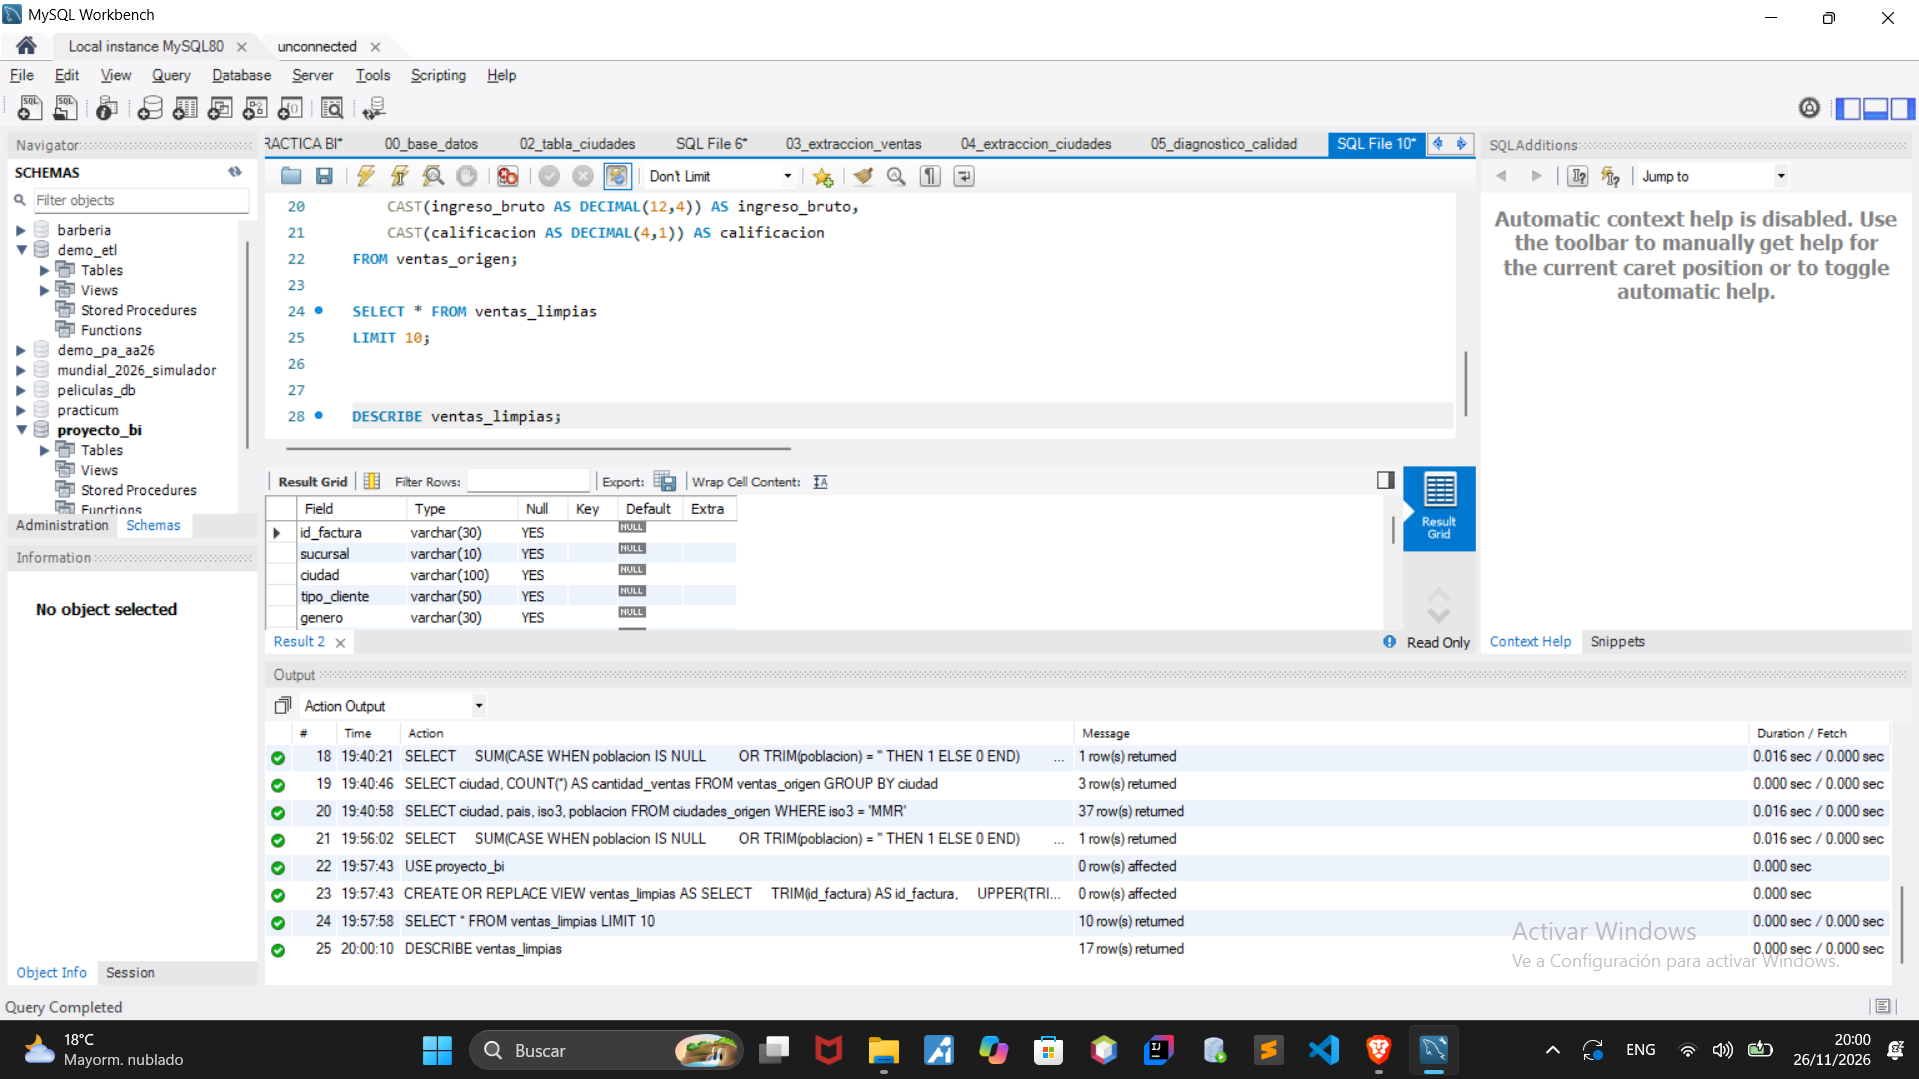 MySQL Workbench
Local instance MySQL80
unconnected
File Edit View Query Database Server Tools Scripting Help
Navigator
SCHEMAS
Filter objects
barberia
demo_etl
Tables
Views
Stored Procedures
Functions
demo_pa_aa26
mundial_2026_simulador
peliculas_db
practicum
proyecto_bi
Tables
Views
Stored Procedures
Functions
Administration Schemas
Information
No object selected
Object Info Session
RACTICA BI* 00_base_datos 02_tabla_ciudades SQL File 6* 03_extraccion_ventas 04_extraccion_ciudades 05_diagnostico_calidad SQL File 10*
Don't Limit
20 CAST(ingreso_bruto AS DECIMAL(12,4)) AS ingreso_bruto,
21 CAST(calificacion AS DECIMAL(4,1)) AS calificacion
22 FROM ventas_origen;
23
24 SELECT * FROM ventas_limpias
25 LIMIT 10;
26
27
28 DESCRIBE ventas_limpias;
Result Grid Filter Rows: Export: Wrap Cell Content:
Field Type Null Key Default Extra
id_factura varchar(30) YES NULL
sucursal varchar(10) YES NULL
ciudad varchar(100) YES NULL
tipo_cliente varchar(50) YES NULL
genero varchar(30) YES NULL
Result Grid
Result 2
Read Only
SQLAdditions
Jump to
Automatic context help is disabled. Use
the toolbar to manually get help for
the current caret position or to toggle
automatic help.
Context Help Snippets
Output
Action Output
# Time Action Message Duration / Fetch
18 19:40:21 SELECT SUM(CASE WHEN poblacion IS NULL OR TRIM(poblacion) = '' THEN 1 ELSE 0 END) ... 1 row(s) returned 0.016 sec / 0.000 sec
19 19:40:46 SELECT ciudad, COUNT(*) AS cantidad_ventas FROM ventas_origen GROUP BY ciudad 3 row(s) returned 0.000 sec / 0.000 sec
20 19:40:58 SELECT ciudad, pais, iso3, poblacion FROM ciudades_origen WHERE iso3 = 'MMR' 37 row(s) returned 0.016 sec / 0.000 sec
21 19:56:02 SELECT SUM(CASE WHEN poblacion IS NULL OR TRIM(poblacion) = '' THEN 1 ELSE 0 END) ... 1 row(s) returned 0.016 sec / 0.000 sec
22 19:57:43 USE proyecto_bi 0 row(s) affected 0.000 sec
23 19:57:43 CREATE OR REPLACE VIEW ventas_limpias AS SELECT TRIM(id_factura) AS id_factura, UPPER(TRI... 0 row(s) affected 0.000 sec
24 19:57:58 SELECT * FROM ventas_limpias LIMIT 10 10 row(s) returned 0.000 sec / 0.000 sec
25 20:00:10 DESCRIBE ventas_limpias 17 row(s) returned 0.000 sec / 0.000 sec
Activar Windows
Ve a Configuración para activar Windows.
Query Completed
18°C
Mayorm. nublado
Buscar
ENG
20:00
26/11/2026